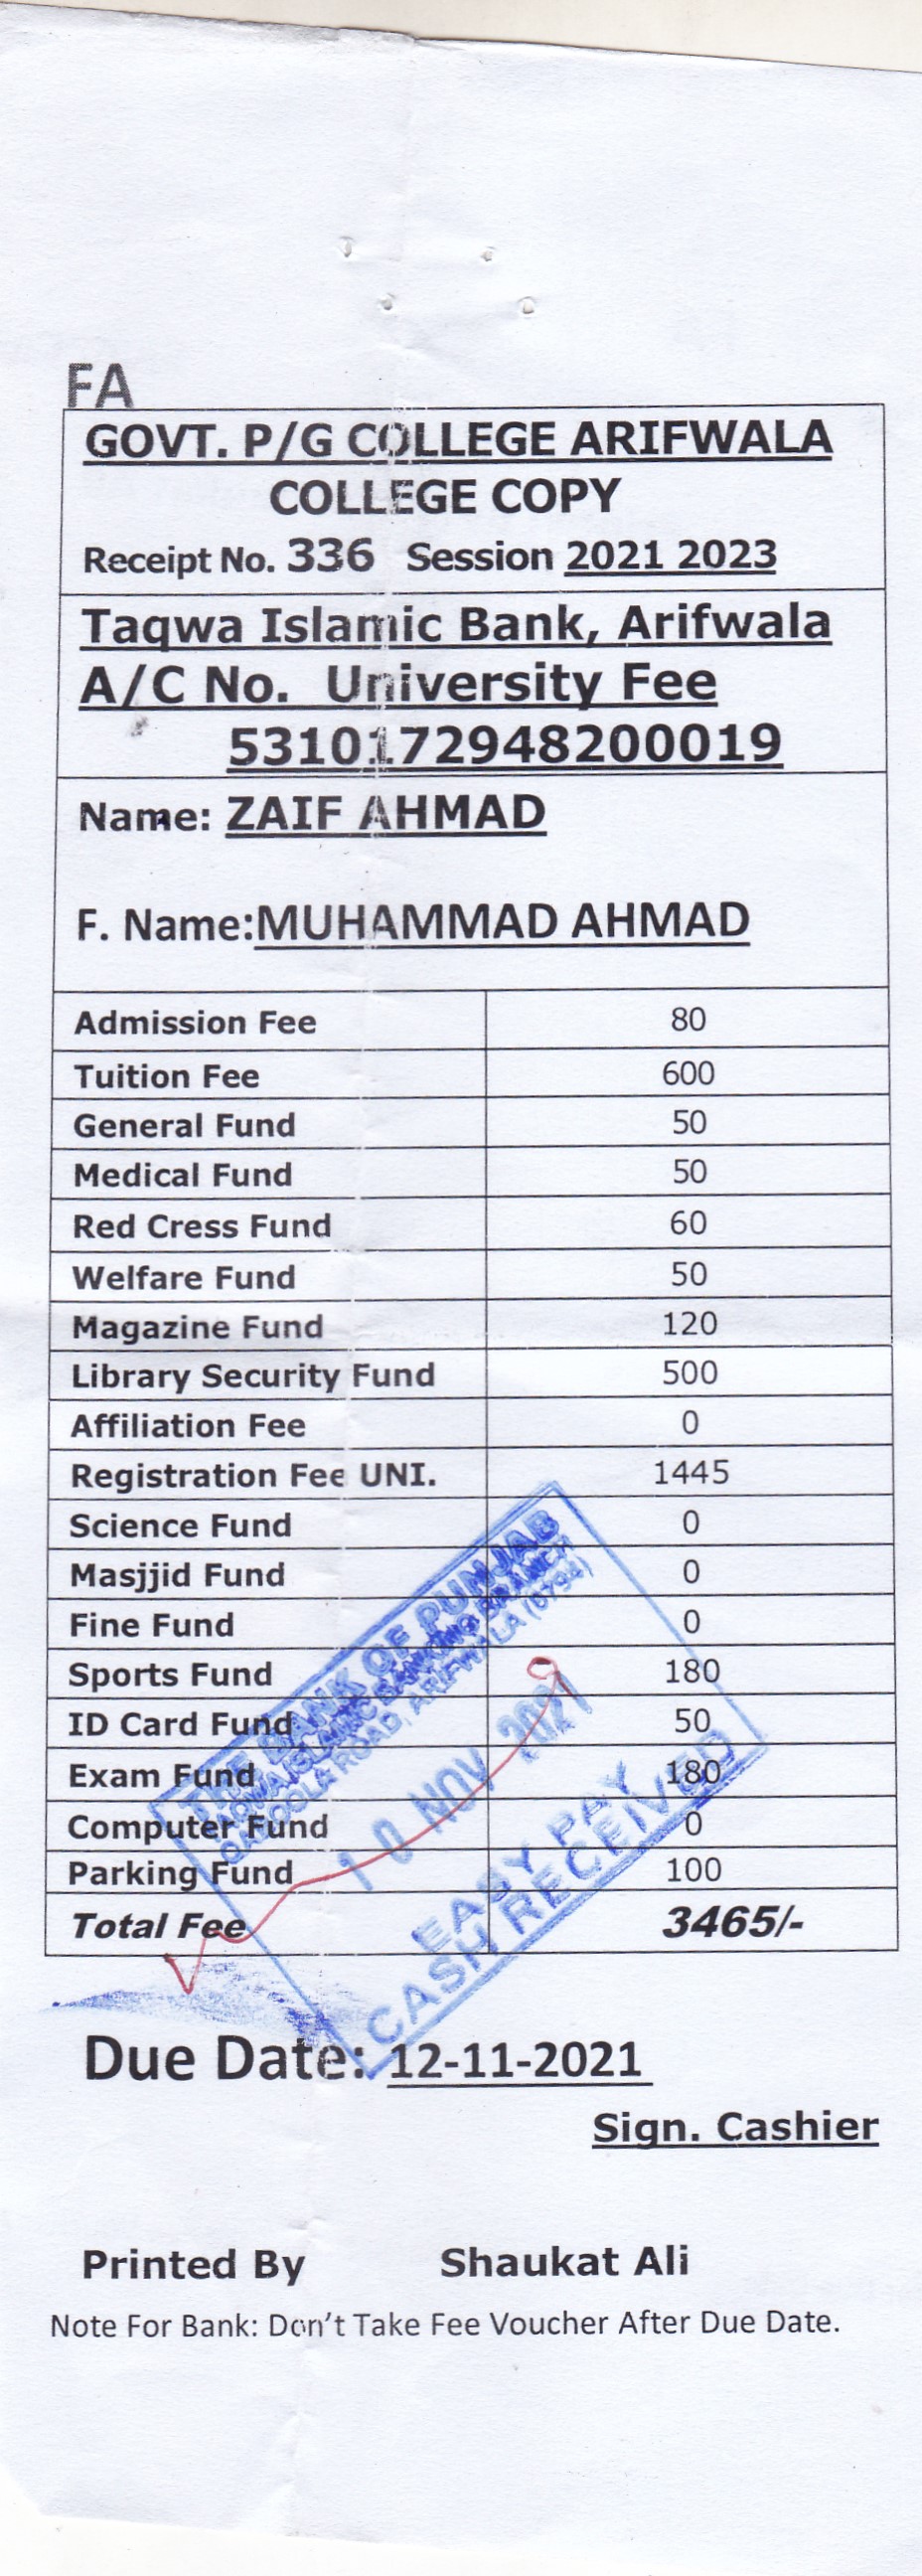 FA
GOVT. P/G COLLEGE ARIFWALA
COLLEGE COPY
Receipt No. 336 Session 2021 2023
Taqwa Islamic Bank, Arifwala
A/C No. University Fee
5310172948200019
Name: ZAIF AHMAD
F. Name:MUHAMMAD AHMAD
Admission Fee 80
Tuition Fee 600
General Fund 50
Medical Fund 50
Red Cress Fund 60
Welfare Fund 50
Magazine Fund 120
Library Security Fund 500
Affiliation Fee 0
Registration Fee UNI. 1445
Science Fund 0
Masjjid Fund 0
Fine Fund 0
Sports Fund 180
ID Card Fund 50
Exam Fund 180
Computer Fund 0
Parking Fund 100
Total Fee 3465/-
THE BANK OF PUNJAB
TAQWA ISLAMIC BANKING BRANCH
QABOOLA ROAD, ARIFWALA (0794)
10 NOV 2021
EASY PAY
CASH RECEIVED
Due Date: 12-11-2021
Sign. Cashier
Printed By Shaukat Ali
Note For Bank: Don't Take Fee Voucher After Due Date.